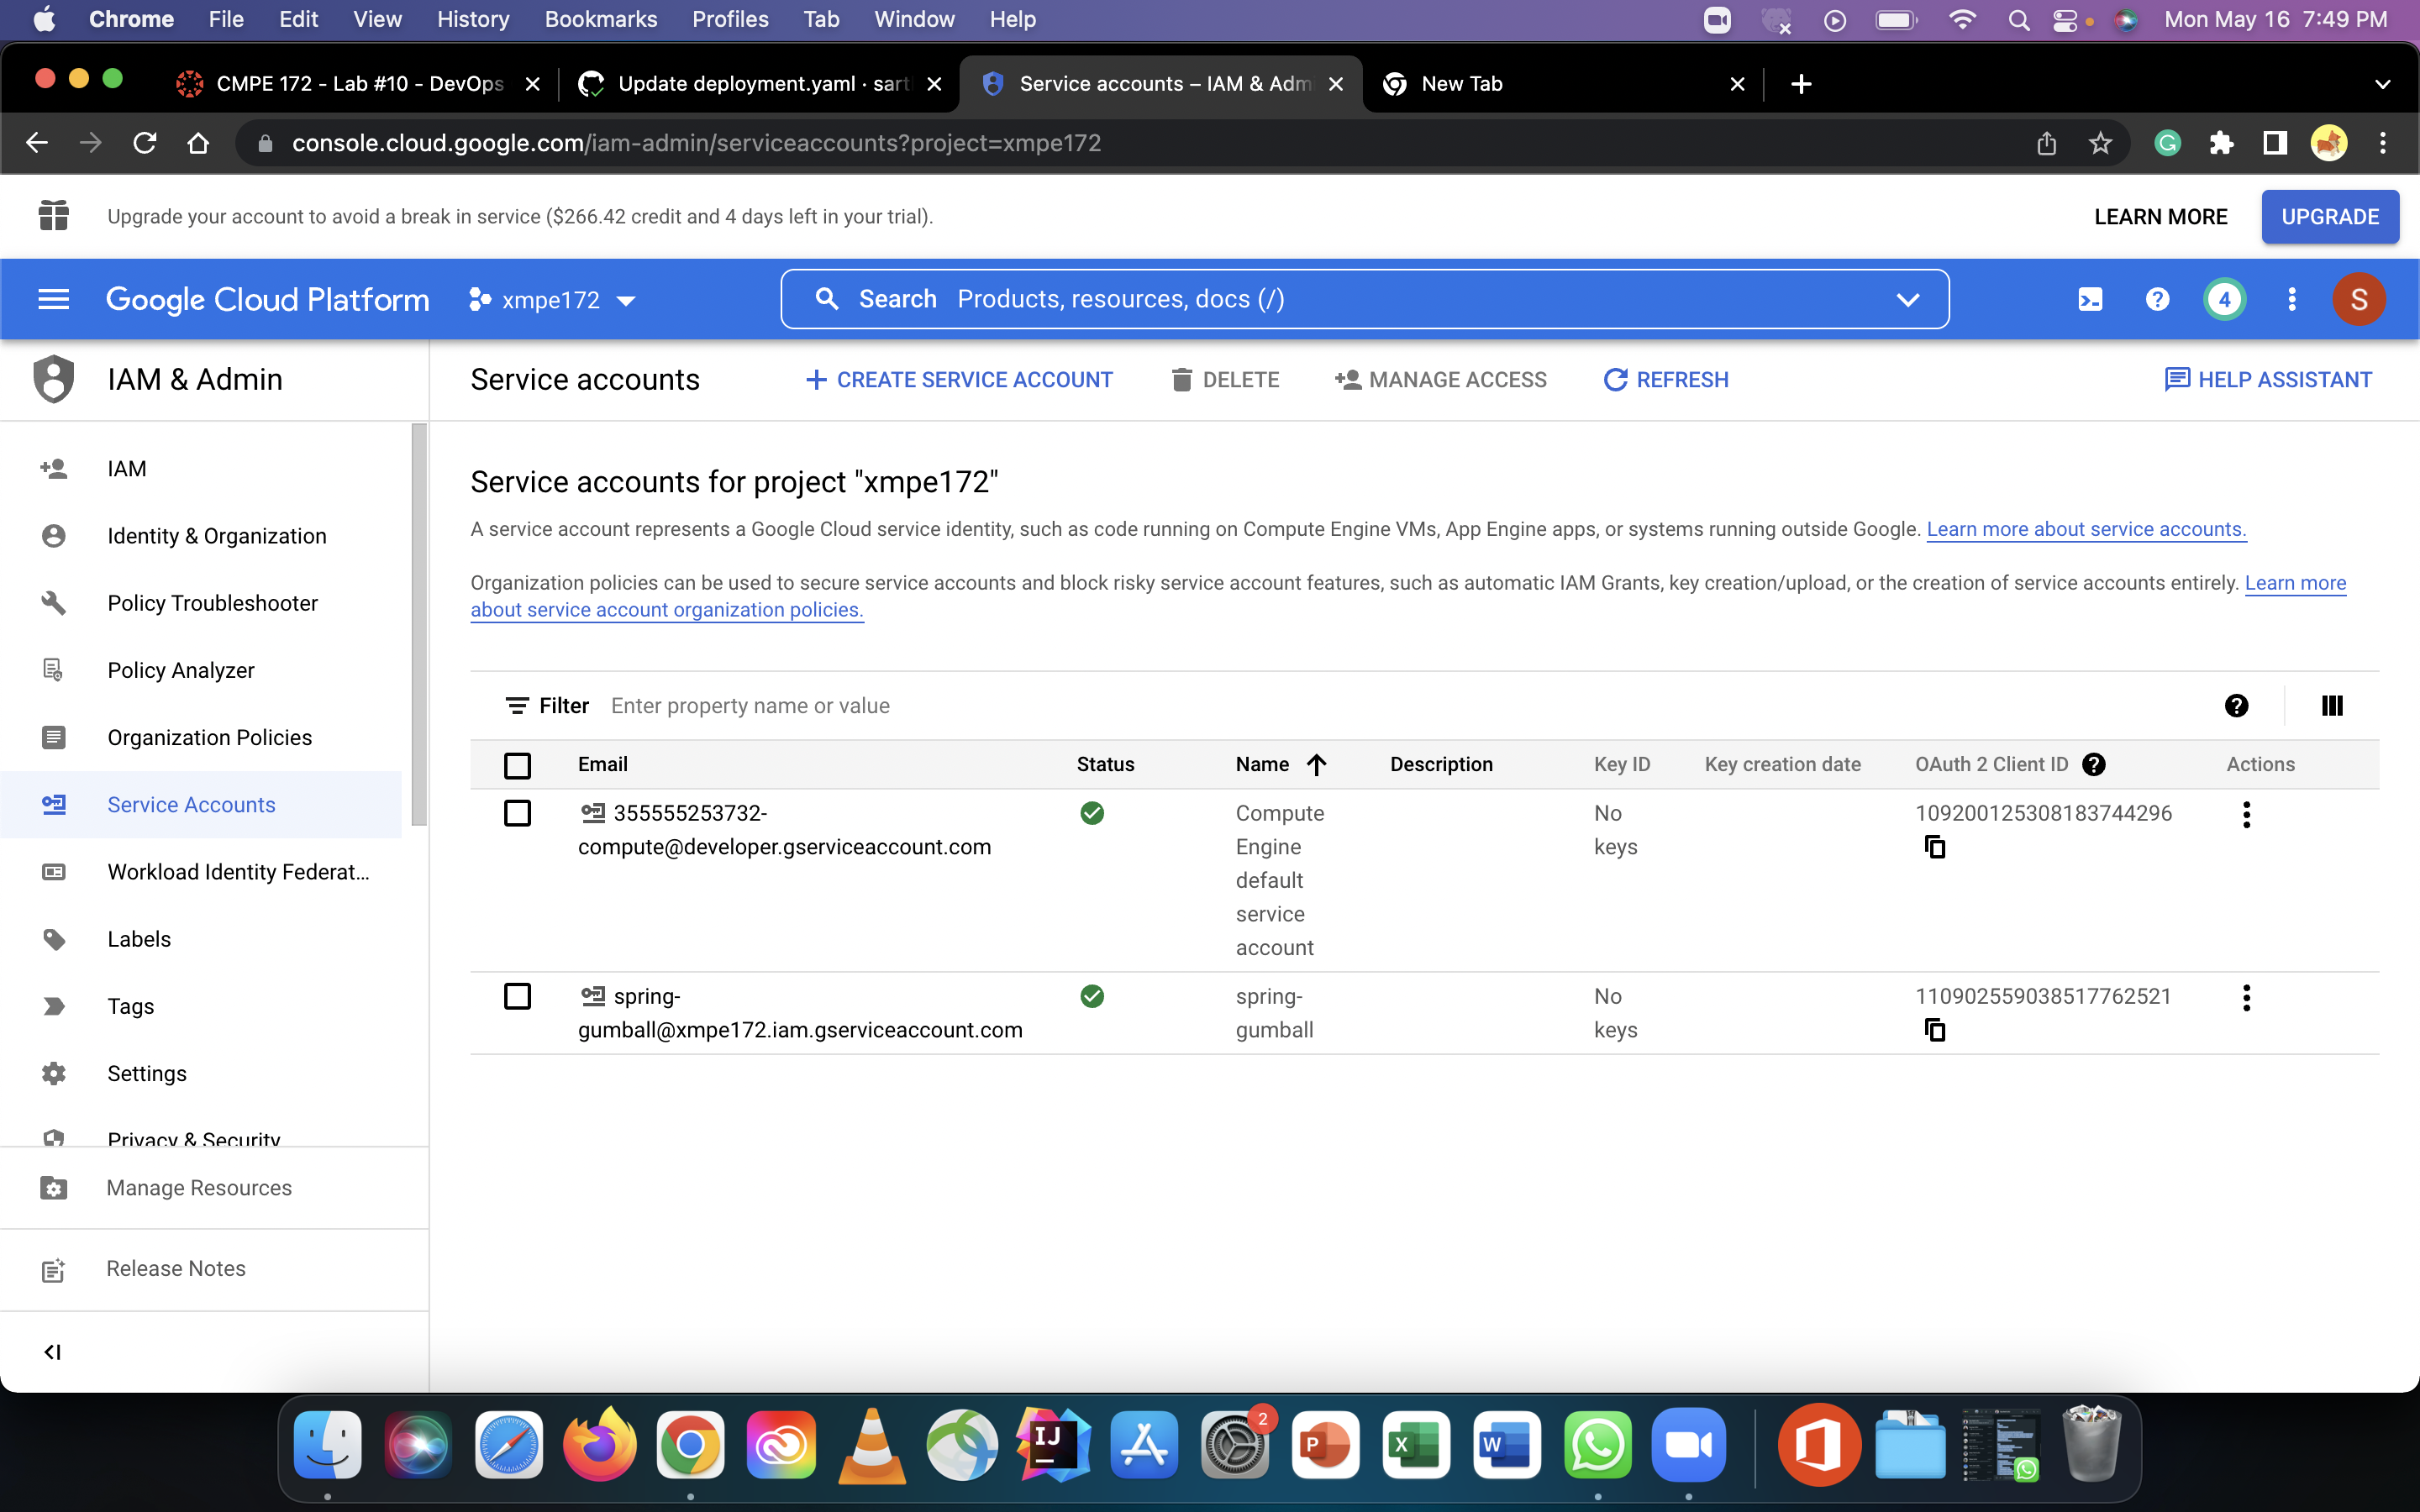 Chrome File Edit View History Bookmarks Profiles Tab Window Help Mon May 16 7:49 PM
CMPE 172 - Lab #10 - DevOps Update deployment.yaml · sart Service accounts – IAM & Adm New Tab
console.cloud.google.com/iam-admin/serviceaccounts?project=xmpe172
Upgrade your account to avoid a break in service ($266.42 credit and 4 days left in your trial). LEARN MORE UPGRADE
Google Cloud Platform xmpe172 Search Products, resources, docs (/) 4 S
IAM & Admin
Service accounts CREATE SERVICE ACCOUNT DELETE MANAGE ACCESS REFRESH HELP ASSISTANT
IAM
Identity & Organization
Policy Troubleshooter
Policy Analyzer
Organization Policies
Service Accounts
Workload Identity Federat...
Labels
Tags
Settings
Privacy & Security
Manage Resources
Release Notes
Service accounts for project "xmpe172"
A service account represents a Google Cloud service identity, such as code running on Compute Engine VMs, App Engine apps, or systems running outside Google. Learn more about service accounts.
Organization policies can be used to secure service accounts and block risky service account features, such as automatic IAM Grants, key creation/upload, or the creation of service accounts entirely. Learn more
about service account organization policies.
Filter Enter property name or value
Email Status Name Description Key ID Key creation date OAuth 2 Client ID Actions
355555253732- Compute No 109200125308183744296
compute@developer.gserviceaccount.com Engine keys
default
service
account
spring- spring- No 110902559038517762521
gumball@xmpe172.iam.gserviceaccount.com gumball keys
IJ 2 P X W